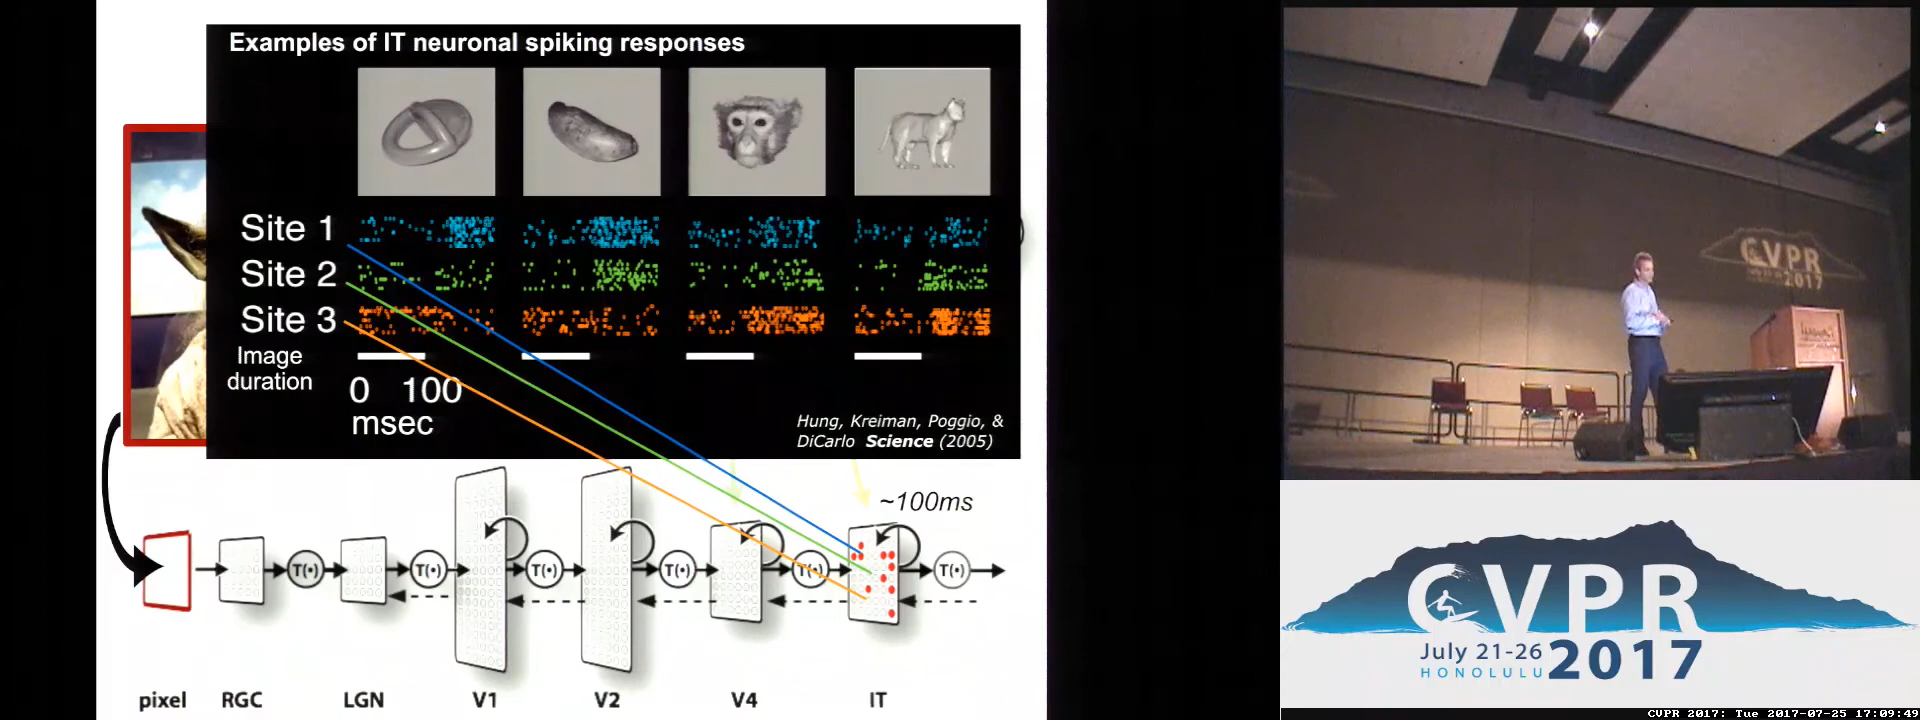 Examples of IT neuronal spiking responses
Site 1
Site 2
Site 3
Image
duration
0 100
msec
Hung, Kreiman, Poggio, &
DiCarlo Science (2005)
~100ms
T(•) T(•) T(•) T(•) T(•) T(•)
pixel RGC LGN V1 V2 V4 IT
CVPR
2017
CVPR
July 21-26
HONOLULU
2017
CVPR 2017: Tue 2017-07-25 17:09:49